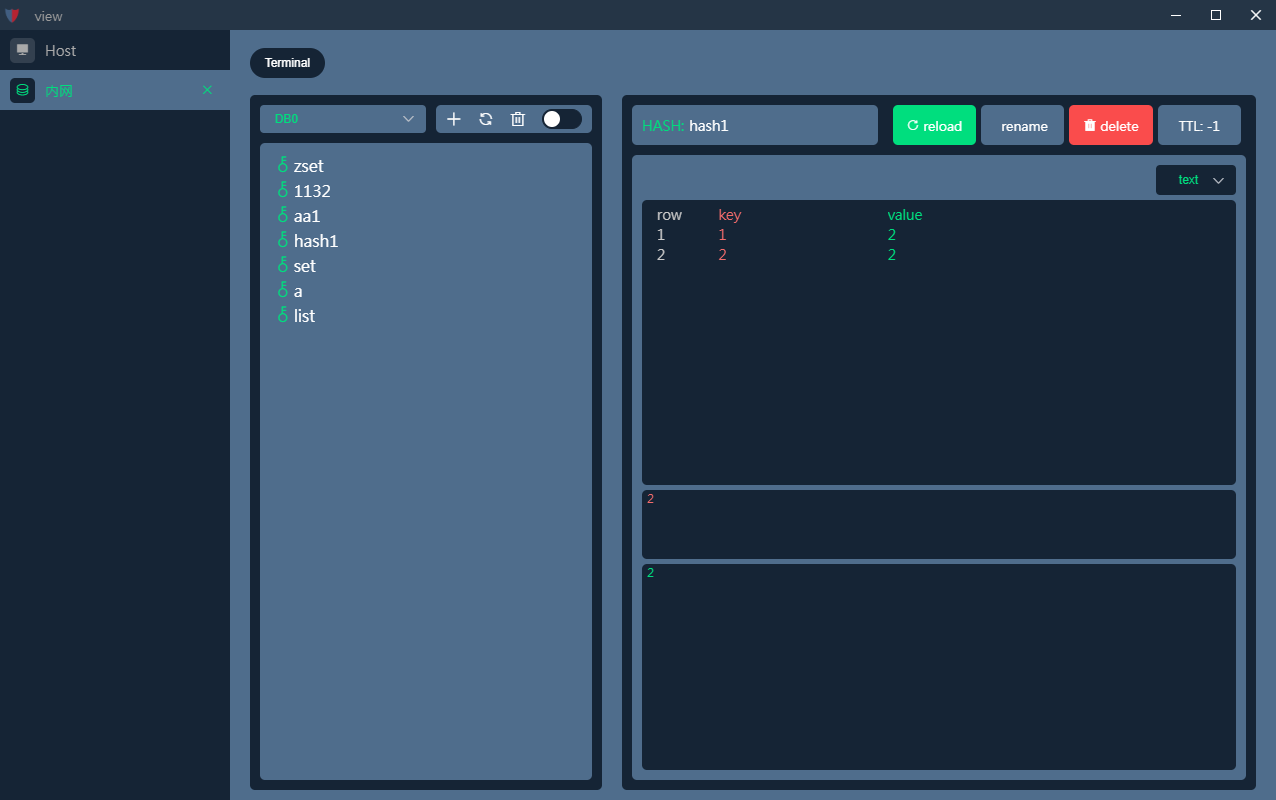 view
Host
内网
Terminal
DB0
zset
1132
aa1
hash1
set
a
list
HASH: hash1
reload
rename
delete
TTL: -1
text
row key value
1 1 2
2 2 2
2
2